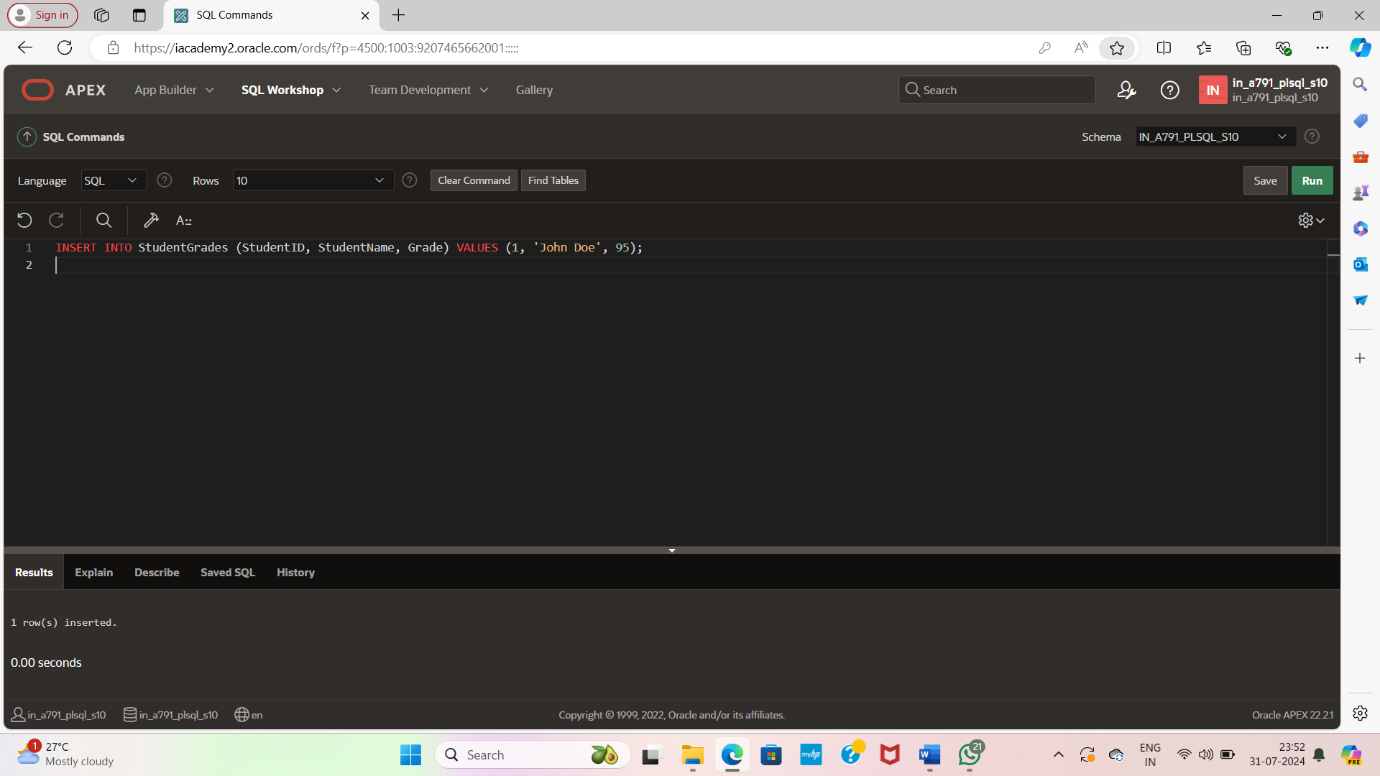 Sign in
SQL Commands
https://iacademy2.oracle.com/ords/f?p=4500:1003:9207465662001:::::
APEX App Builder SQL Workshop Team Development Gallery Search IN in_a791_plsql_s10
in_a791_plsql_s10
SQL Commands Schema IN_A791_PLSQL_S10
Language SQL Rows 10 Clear Command Find Tables Save Run
A::
1 INSERT INTO StudentGrades (StudentID, StudentName, Grade) VALUES (1, 'John Doe', 95);
2
Results Explain Describe Saved SQL History
1 row(s) inserted.
0.00 seconds
in_a791_plsql_s10 in_a791_plsql_s10 en Copyright © 1999, 2022, Oracle and/or its affiliates. Oracle APEX 22.2.1
1 27°C
Mostly cloudy
Search
myhp
W
21
ENG
IN
23:52
31-07-2024
PRE